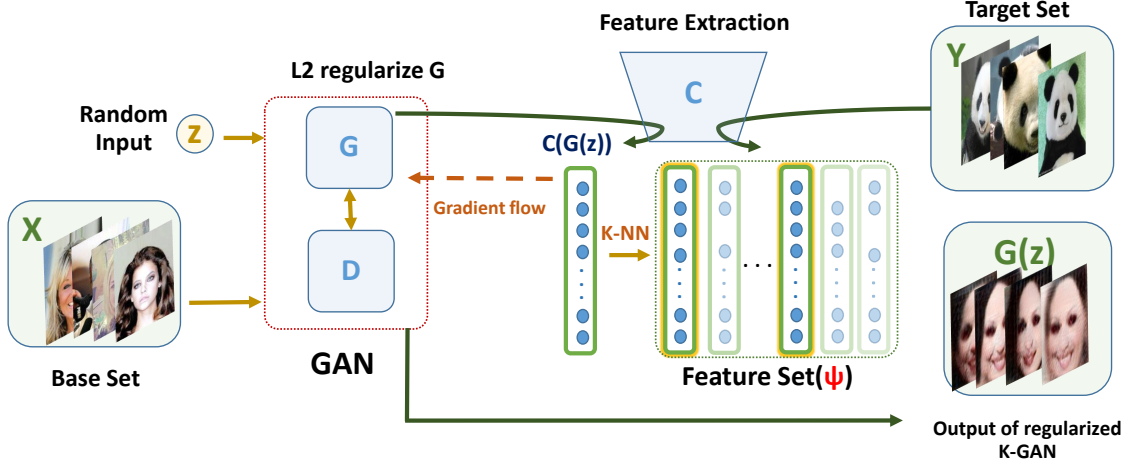 Target Set
Feature Extraction
Y
L2 regularize G
C
Random
Input
z
G
C(G(z))
Gradient flow
K-NN
X
D
G(z)
GAN
Base Set
Feature Set(ψ)
Output of regularized
K-GAN